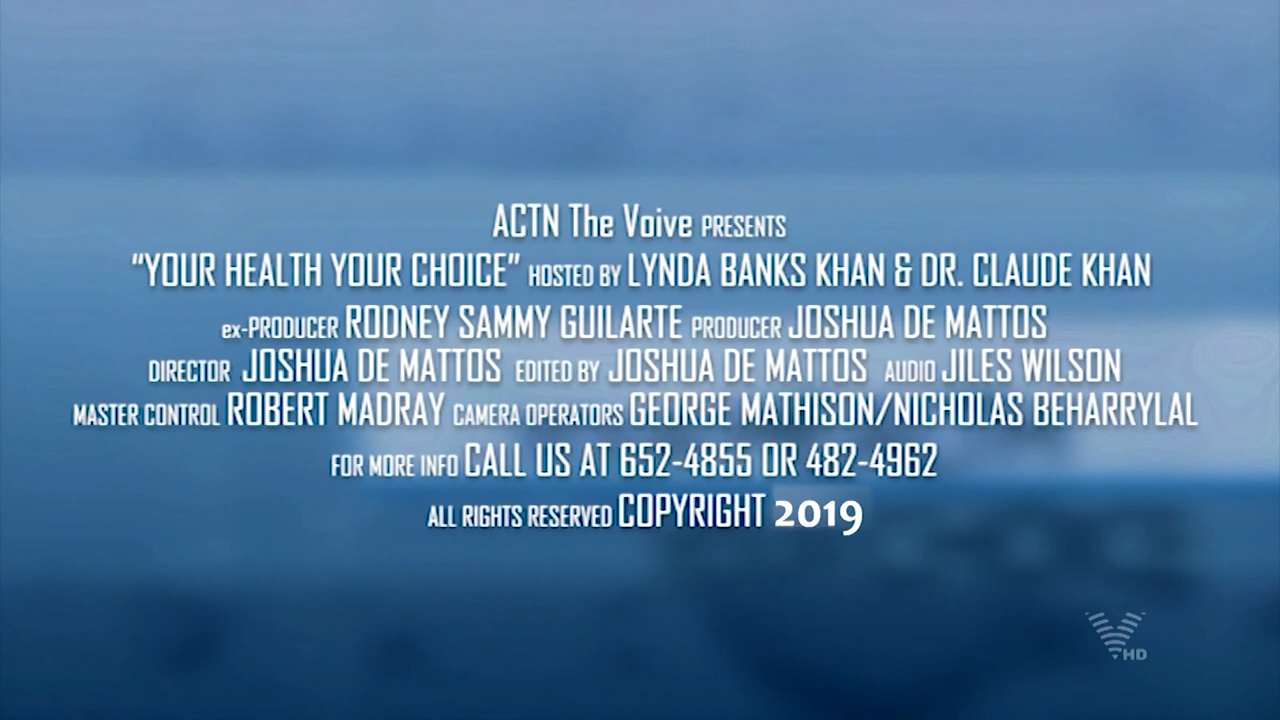 ACTN The Voive PRESENTS
“YOUR HEALTH YOUR CHOICE” HOSTED BY LYNDA BANKS KHAN & DR. CLAUDE KHAN
ex-PRODUCER RODNEY SAMMY GUILARTE PRODUCER JOSHUA DE MATTOS
DIRECTOR JOSHUA DE MATTOS EDITED BY JOSHUA DE MATTOS AUDIO JILES WILSON
MASTER CONTROL ROBERT MADRAY CAMERA OPERATORS GEORGE MATHISON/NICHOLAS BEHARRYLAL
FOR MORE INFO CALL US AT 652-4855 OR 482-4962
ALL RIGHTS RESERVED COPYRIGHT 2019
HD